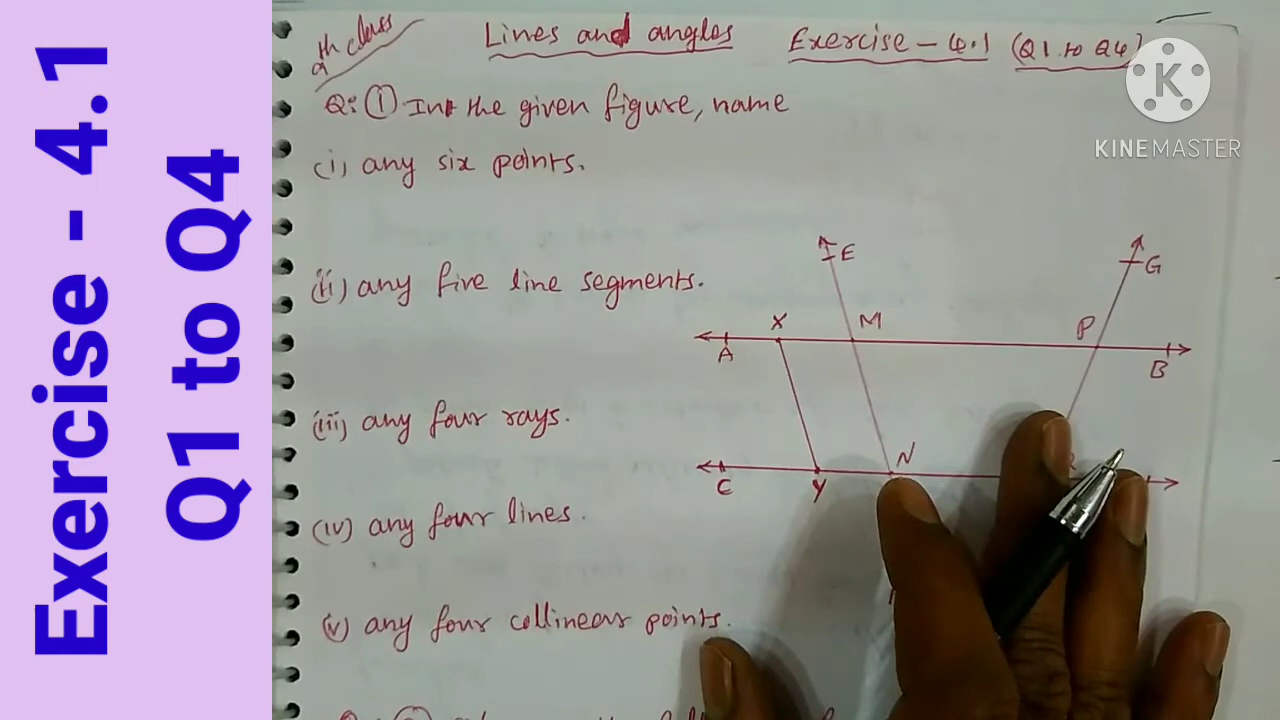 Exercise - 4.1
Q1 to Q4
9th class
Lines and angles Exercise - 4.1 (Q1 to Q4)
KINEMASTER
Q: ① In the given figure, name
(i) any six points.
(ii) any five line segments.
(iii) any four rays.
(iv) any four lines.
(v) any four collinear points.
E
G
X M P
A B
N
C Y